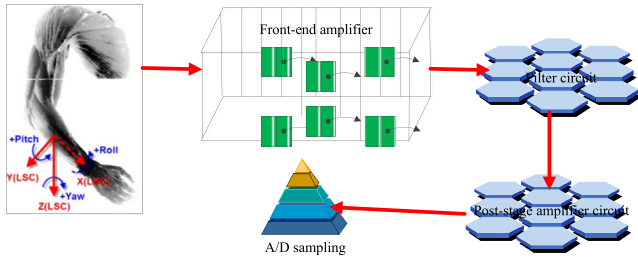 Front-end amplifier
Filter circuit
+Pitch
+Roll
Y(LSC)
X(LSC)
+Yaw
Z(LSC)
Post-stage amplifier circuit
A/D sampling